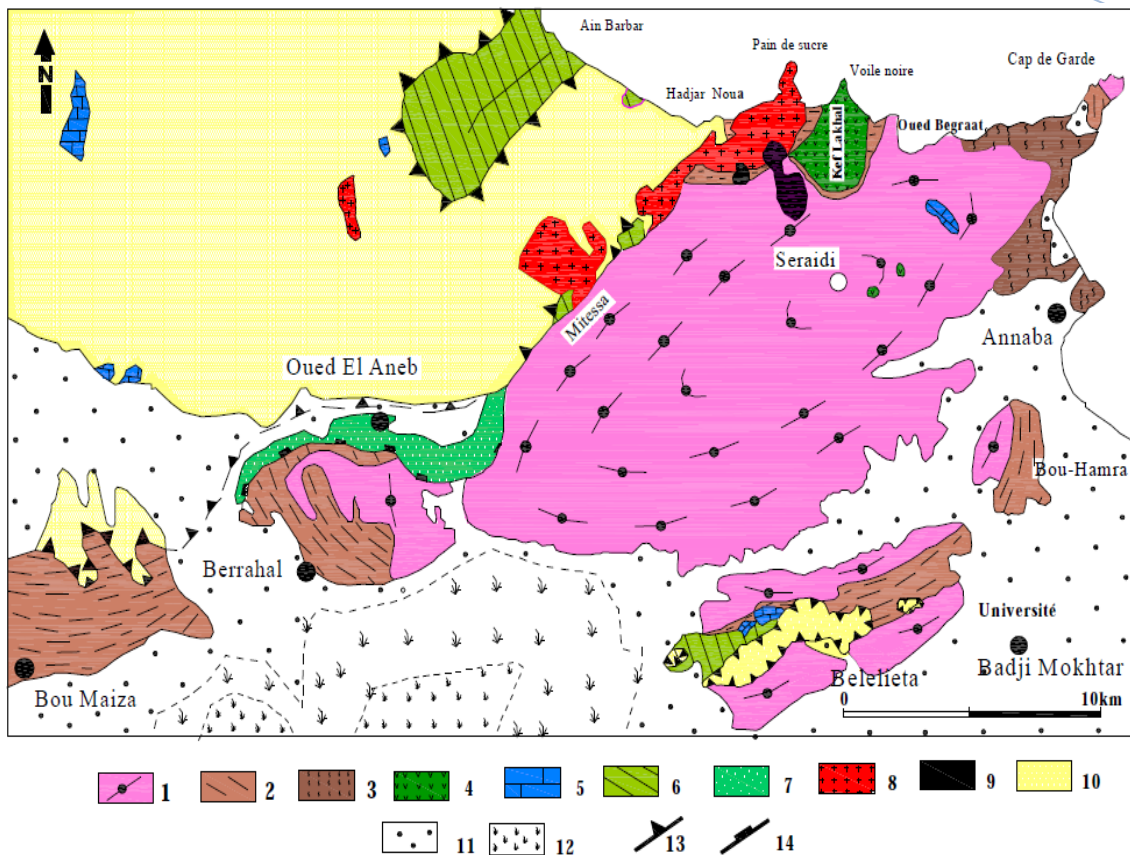 Ain Barbar
Pain de sucre
Cap de Garde
Voile noire
N
Hadjar Noua
Oued Begraat
Kef Lakhal
Seraidi
Mitessa
Annaba
Oued El Aneb
Bou-Hamra
Berrahal
Université
Badji Mokhtar
Belelieta
Bou Maiza
0 10km
1 2 3 4 5 6 7 8 9 10
11 12 13 14